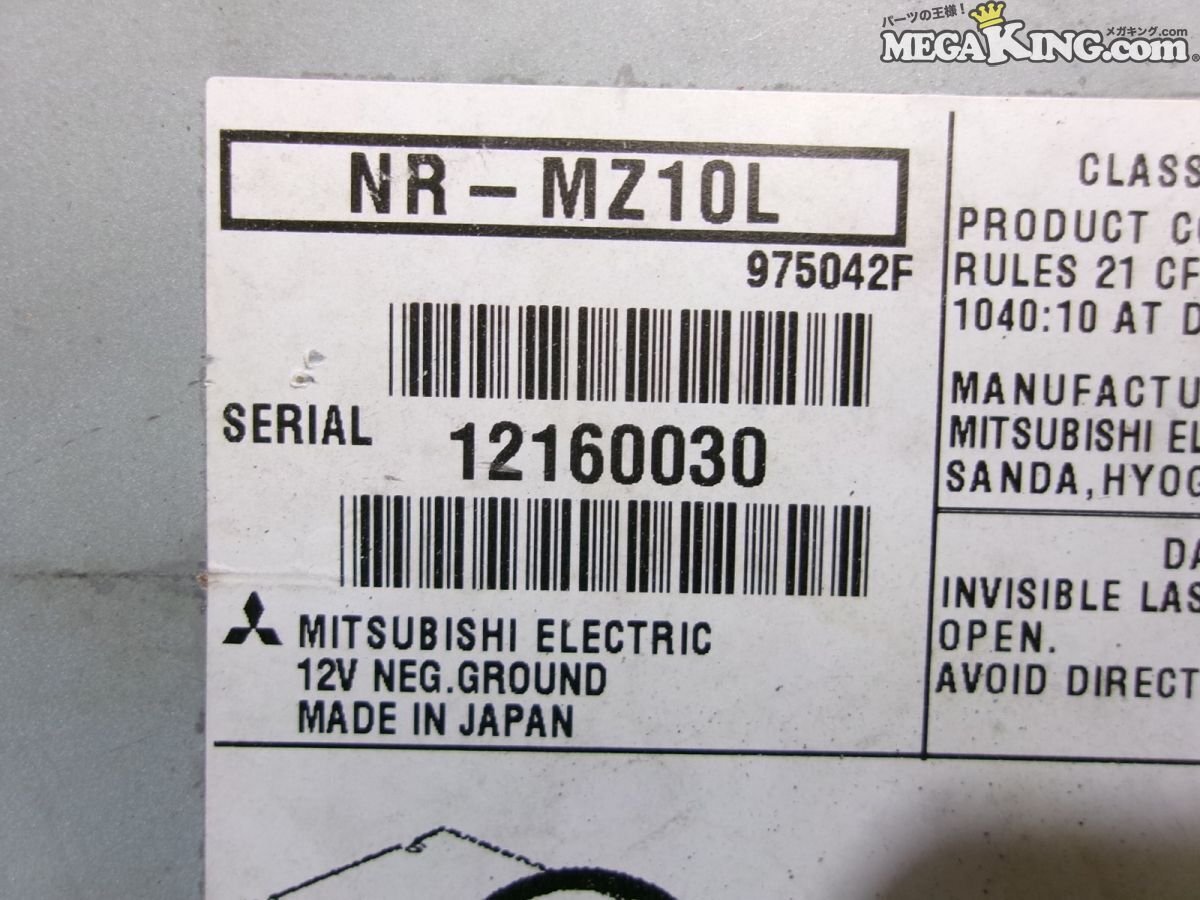 パーツの王様！
メガキング.com
MEGAKING.com®
NR-MZ10L
975042F
SERIAL 12160030
MITSUBISHI ELECTRIC
12V NEG.GROUND
MADE IN JAPAN
CLASS
PRODUCT
RULES 21
1040:10 AT
MANUFACTU
MITSUBISHI EL
SANDA, HYOG
INVISIBLE LAS
OPEN.
AVOID DIRECT